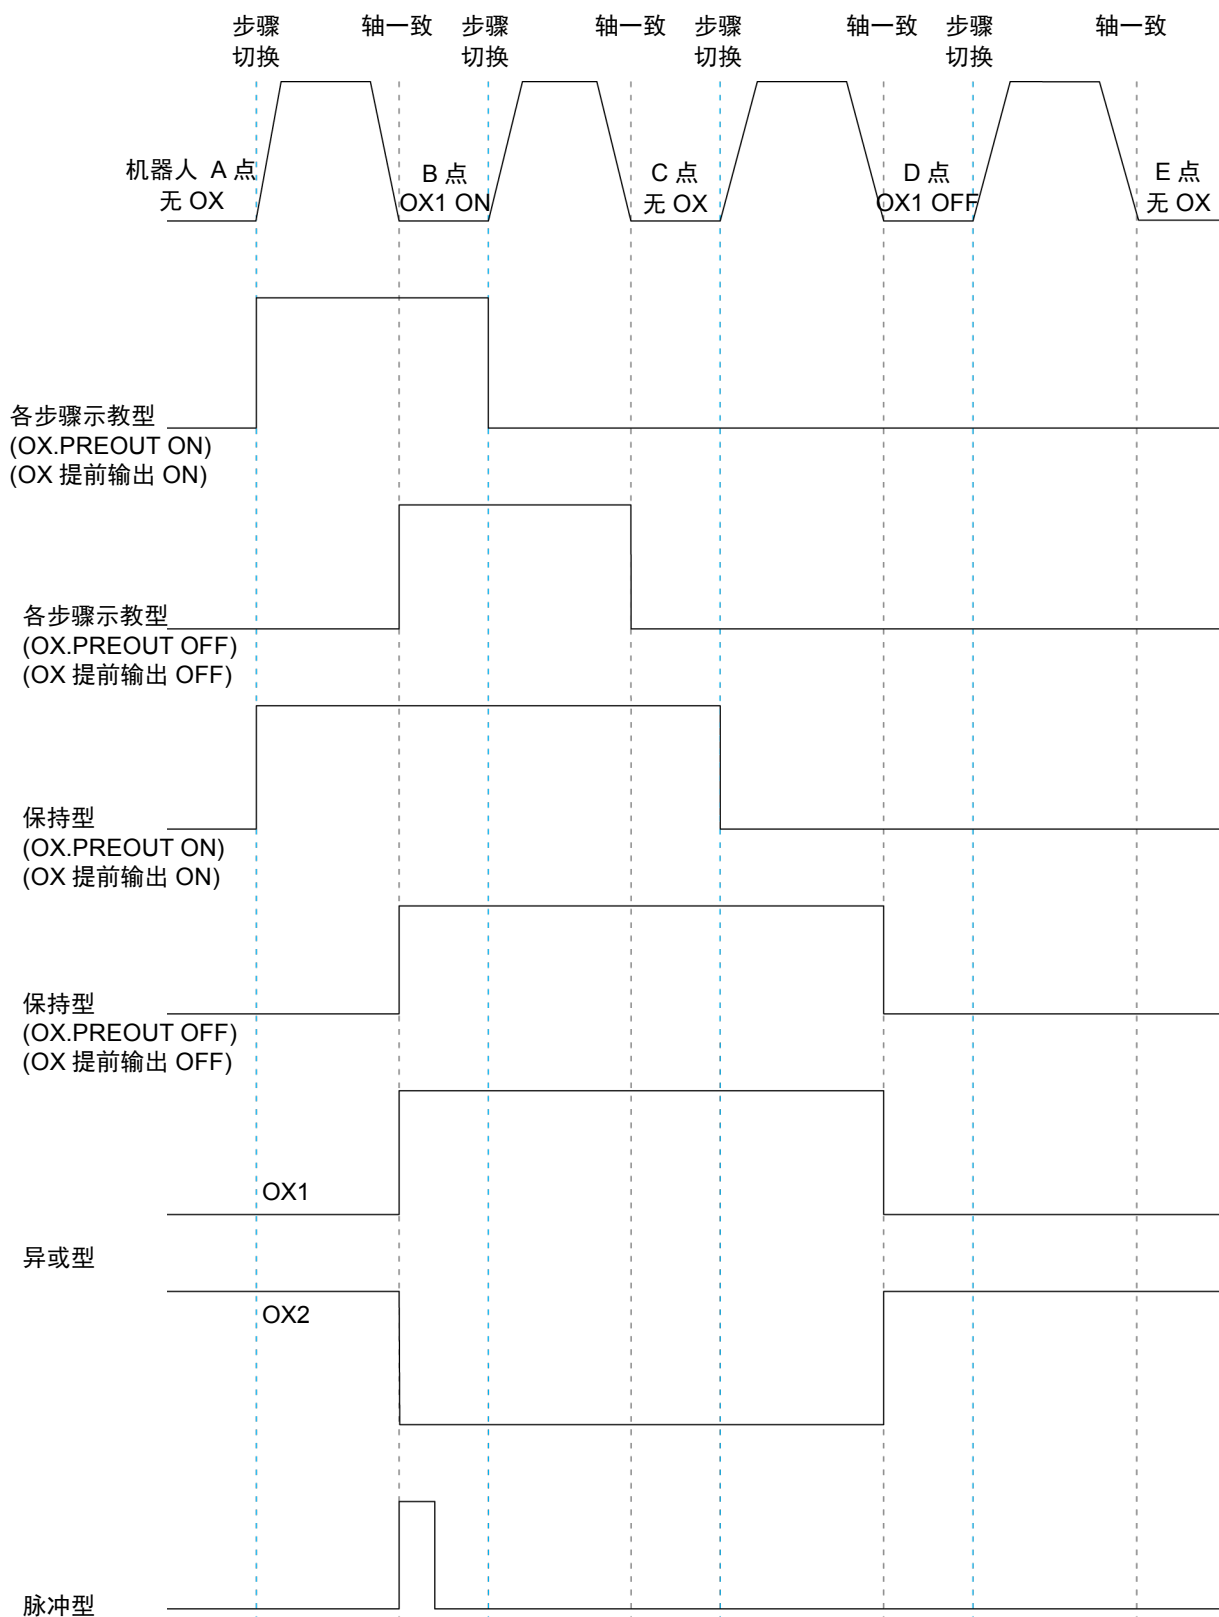 步骤 轴一致 步骤 轴一致 步骤 轴一致 步骤 轴一致
切换 切换 切换 切换
机器人 A 点 B 点 C 点 D 点 E 点
无 OX OX1 ON 无 OX OX1 OFF 无 OX
各步骤示教型
(OX.PREOUT ON)
(OX 提前输出 ON)
各步骤示教型
(OX.PREOUT OFF)
(OX 提前输出 OFF)
保持型
(OX.PREOUT ON)
(OX 提前输出 ON)
保持型
(OX.PREOUT OFF)
(OX 提前输出 OFF)
OX1
异或型
OX2
脉冲型